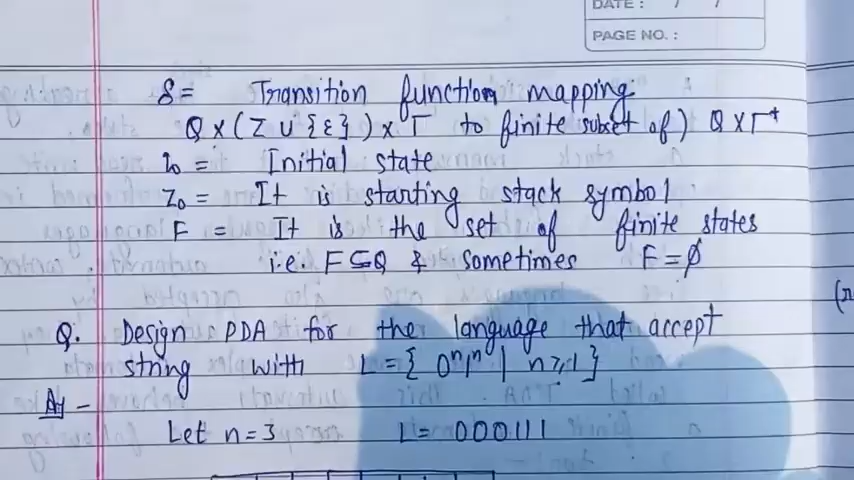 DATE: / /
PAGE NO.:
δ = Transition function mapping
Q × (Σ ∪ {ε}) × Γ to finite subset of) Q × Γ*
q0 = Initial state
Z0 = It is starting stack symbol
F = It is the set of finite states
i.e. F ⊆ Q & sometimes F = ∅
Q. Design PDA for the language that accept
string with L = { 0ⁿ1ⁿ | n ≥ 1 }
Let n = 3 L = 000111